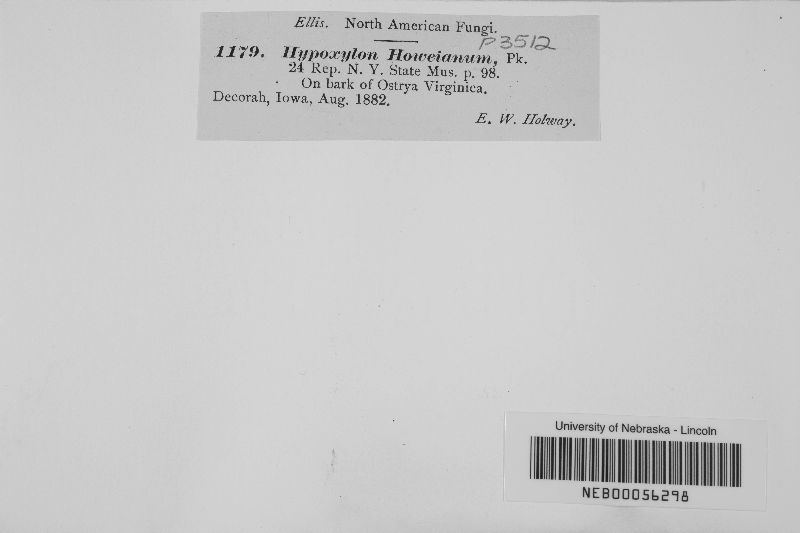 Ellis. North American Fungi.
P3512
1179. Hypoxylon Howeianum, Pk.
24 Rep. N. Y. State Mus. p. 98.
On bark of Ostrya Virginica.
Decorah, Iowa, Aug. 1882.
E. W. Holway.
University of Nebraska - Lincoln
NEB00056298